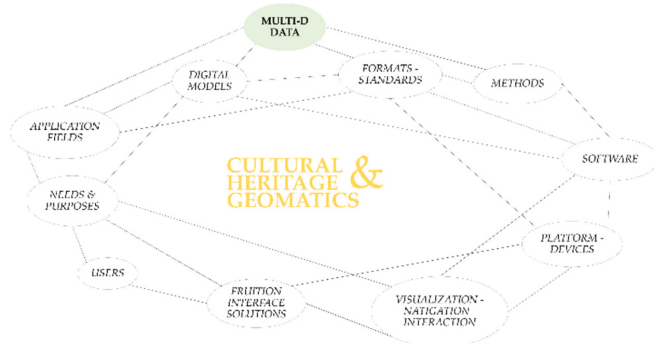 MULTI-D
DATA
DIGITAL
MODELS
FORMATS -
STANDARDS
METHODS
APPLICATION
FIELDS
SOFTWARE
CULTURAL &
HERITAGE
GEOMATICS
NEEDS &
PURPOSES
PLATFORM -
DEVICES
USERS
FRUITION
INTERFACE
SOLUTIONS
VISUALIZATION -
NATIGATION
INTERACTION